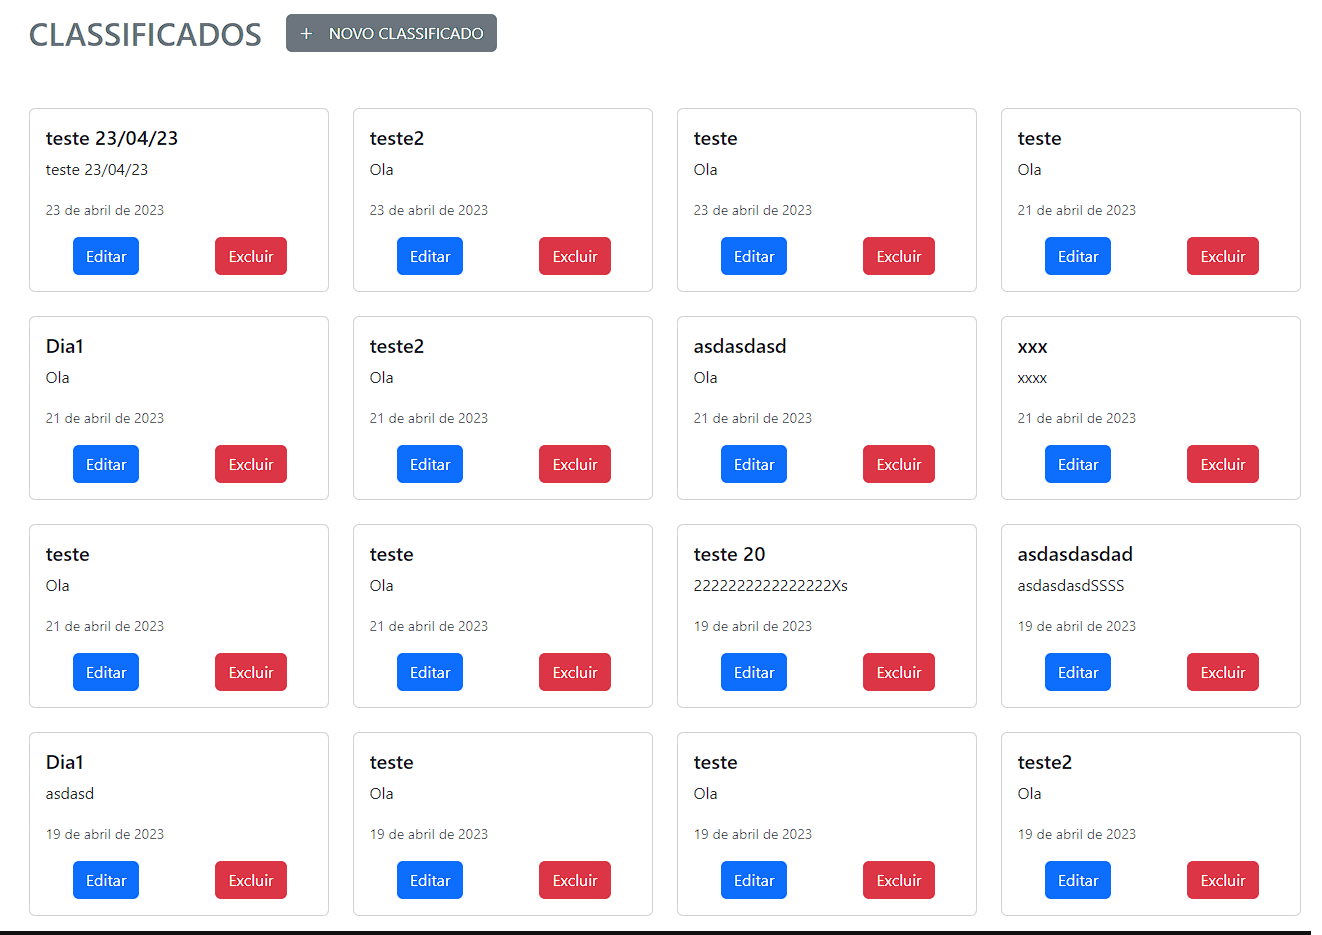 CLASSIFICADOS
+ NOVO CLASSIFICADO
teste 23/04/23
teste 23/04/23
23 de abril de 2023
Editar
Excluir
teste2
Ola
23 de abril de 2023
Editar
Excluir
teste
Ola
23 de abril de 2023
Editar
Excluir
teste
Ola
21 de abril de 2023
Editar
Excluir
Dia1
Ola
21 de abril de 2023
Editar
Excluir
teste2
Ola
21 de abril de 2023
Editar
Excluir
asdasdasd
Ola
21 de abril de 2023
Editar
Excluir
xxx
xxxx
21 de abril de 2023
Editar
Excluir
teste
Ola
21 de abril de 2023
Editar
Excluir
teste
Ola
21 de abril de 2023
Editar
Excluir
teste 20
2222222222222222Xs
19 de abril de 2023
Editar
Excluir
asdasdasdad
asdasdasdSSSS
19 de abril de 2023
Editar
Excluir
Dia1
asdasd
19 de abril de 2023
Editar
Excluir
teste
Ola
19 de abril de 2023
Editar
Excluir
teste
Ola
19 de abril de 2023
Editar
Excluir
teste2
Ola
19 de abril de 2023
Editar
Excluir